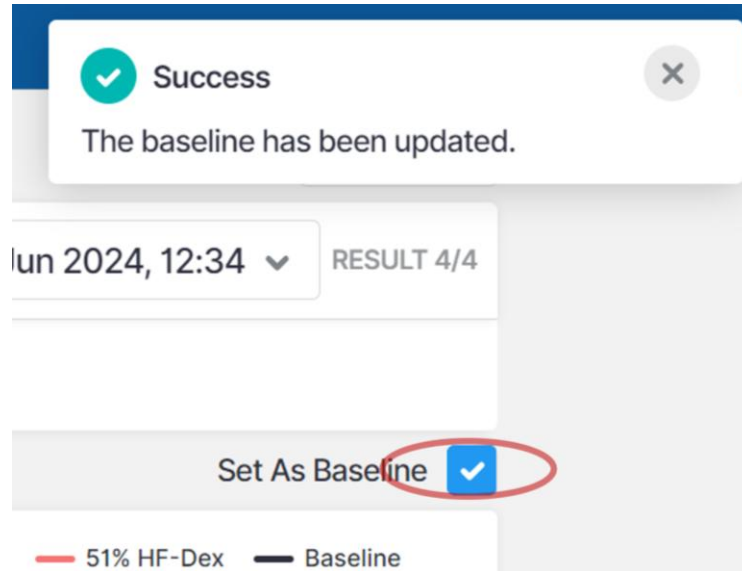 Success
The baseline has been updated.
Jun 2024, 12:34
RESULT 4/4
Set As Baseline
51% HF-Dex
Baseline